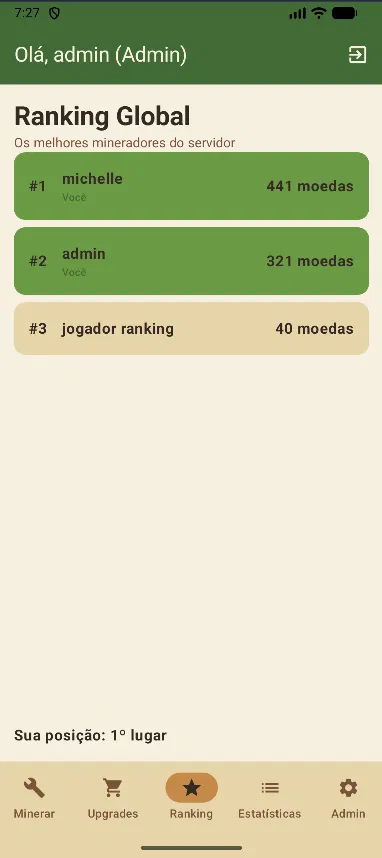 7:27
Olá, admin (Admin)
Ranking Global
Os melhores mineradores do servidor
#1 michelle 441 moedas
Você
#2 admin 321 moedas
Você
#3 jogador ranking 40 moedas
Sua posição: 1º lugar
Minerar Upgrades Ranking Estatísticas Admin